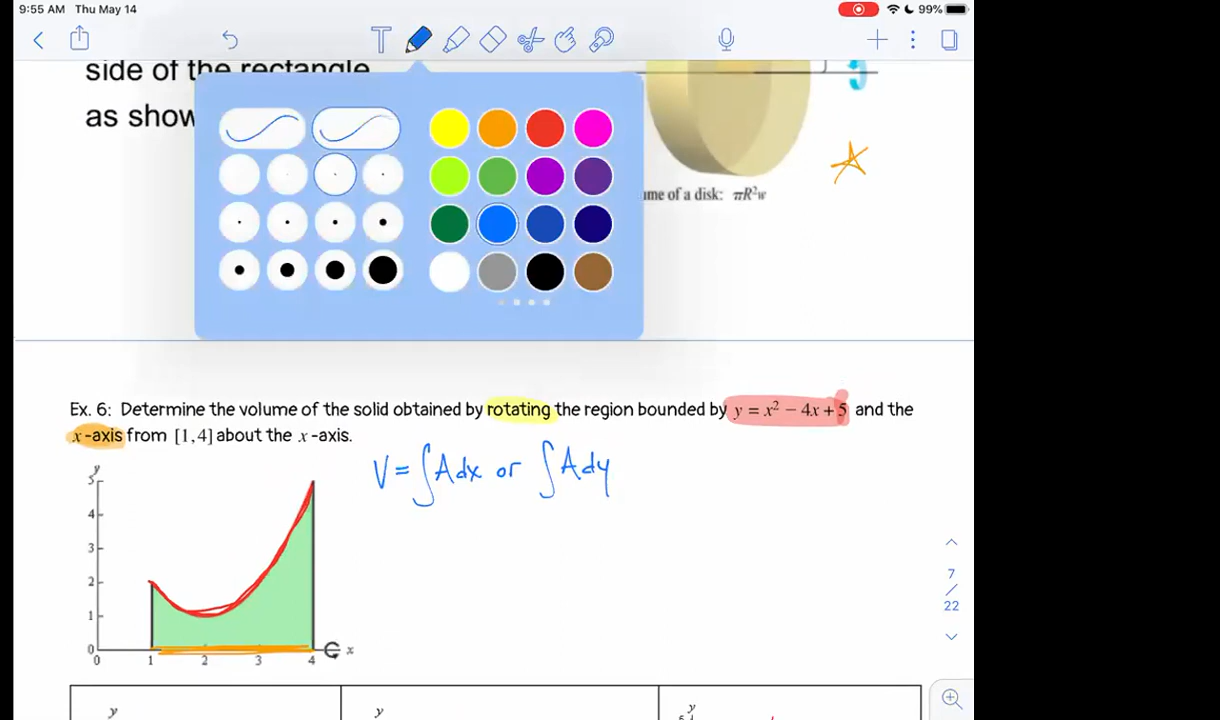 9:55 AM Thu May 14
99%
T
side of the rectangle
as show
ume of a disk: πR²w
Ex. 6: Determine the volume of the solid obtained by rotating the region bounded by y = x² − 4x + 5 and the
x-axis from [1,4] about the x-axis.
V = ∫Adx or ∫Ady
y
5
4
3
2
1
0
0 1 2 3 4 x
7
/
22
y y y
5